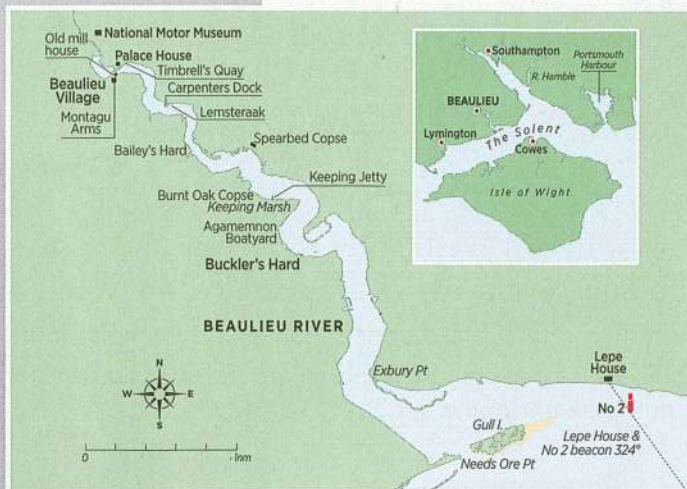 National Motor Museum
Old mill
house
Palace House
Timbrell's Quay
Carpenters Dock
Beaulieu
Village
Lemsteraak
Montagu
Arms
Spearbed Copse
Bailey's Hard
Keeping Jetty
Burnt Oak Copse
Keeping Marsh
Agamemnon
Boatyard
Buckler's Hard
BEAULIEU RIVER
Exbury Pt
Lepe
House
No 2
Gull I.
Lepe House &
No 2 beacon 324°
Needs Ore Pt
N
W
E
S
0
1nm
Southampton
Portsmouth
Harbour
R. Hamble
BEAULIEU
Lymington
The Solent
Cowes
Isle of Wight